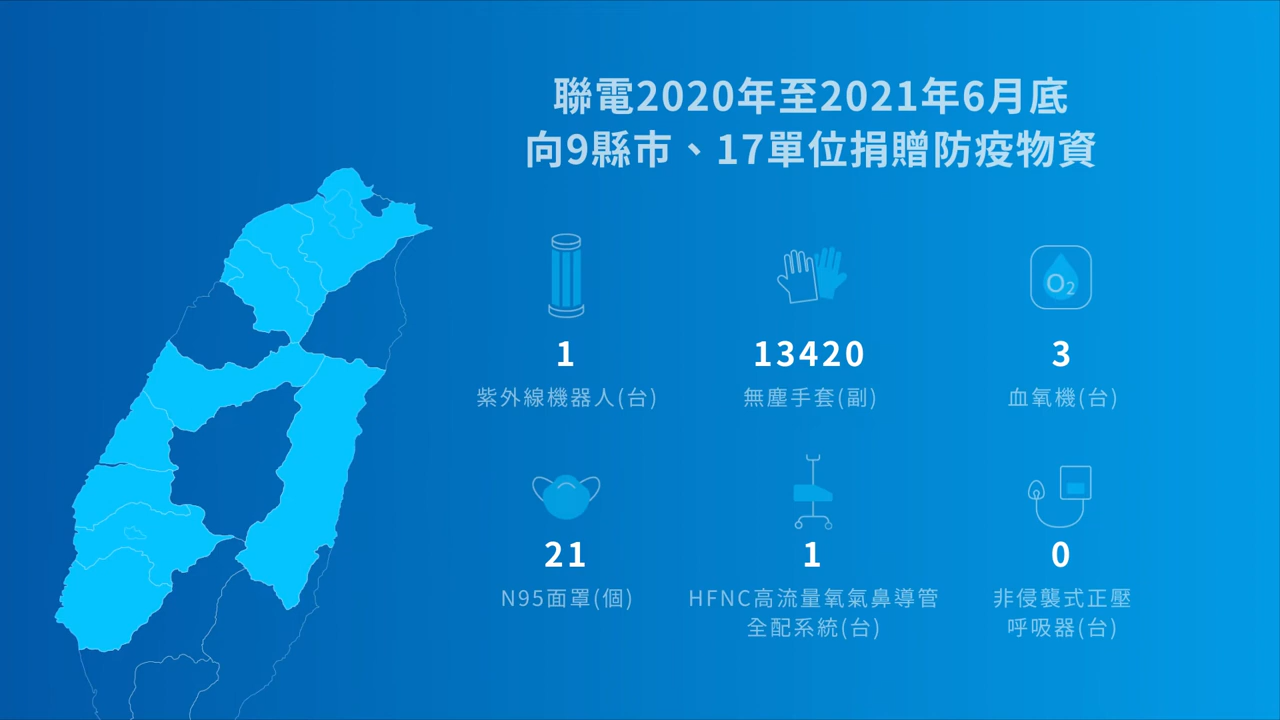 聯電2020年至2021年6月底
向9縣市、17單位捐贈防疫物資
O2
1
13420
3
紫外線機器人(台)
無塵手套(副)
血氧機(台)
21
1
0
N95面罩(個)
HFNC高流量氧氣鼻導管
全配系統(台)
非侵襲式正壓
呼吸器(台)